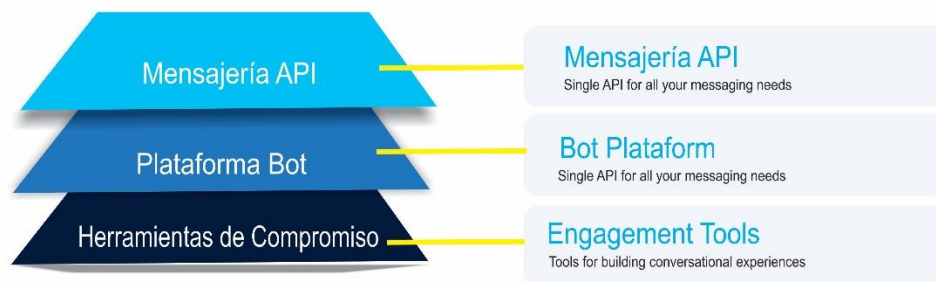 Mensajería API
Plataforma Bot
Herramientas de Compromiso
Mensajería API
Single API for all your messaging needs
Bot Plataform
Single API for all your messaging needs
Engagement Tools
Tools for building conversational experiences